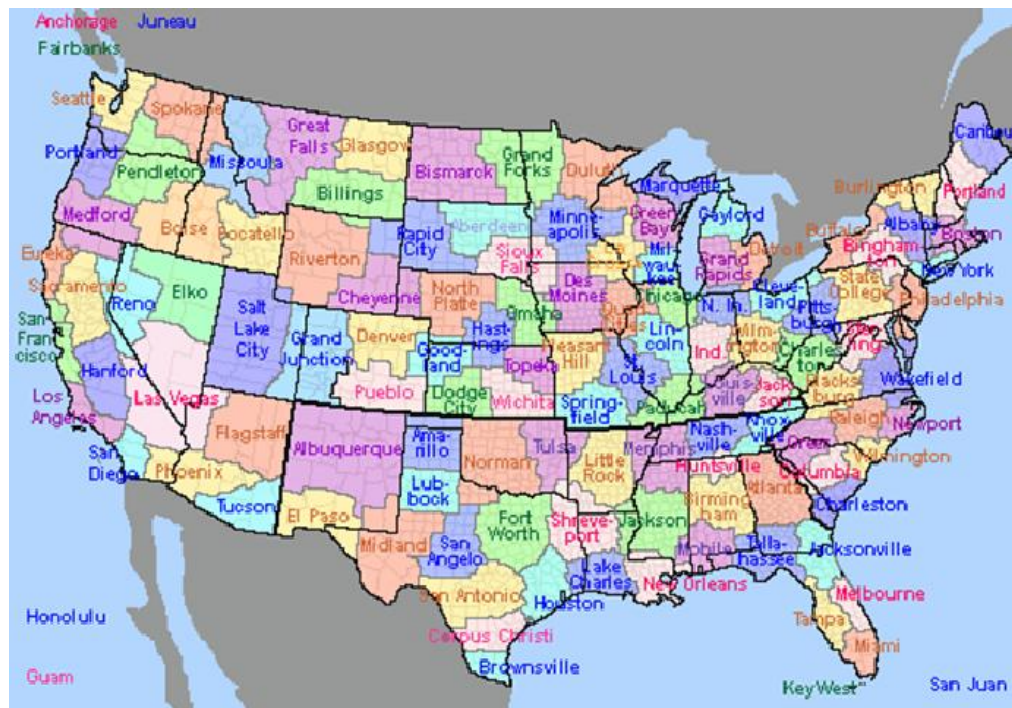 Anchorage Juneau
Fairbanks
Seattle
Spokane
Great
Falls
Glasgow
Bismarck
Grand
Forks
Duluth
Caribou
Portland
Pendleton
Missoula
Billings
Marquette
Burlington
Portland
Medford
Boise
Pocatello
Riverton
Rapid
City
Aberdeen
Minne-
apolis
Green
Bay
Gaylord
Buffalo
Albany
Boston
Eureka
Sacramento
Reno
Elko
Salt
Lake
City
Cheyenne
North
Platte
Sioux
Falls
Des
Moines
Mil-
wau-
kee
Grand
Rapids
Detroit
Bingham-
ton
New York
San-
Fran-
cisco
Hanford
Grand
Junction
Denver
Good-
land
Hast-
ings
Omaha
Chicago
N. In.
Cleve-
land
Pitts-
burgh
State
College
Philadelphia
Los
Angeles
Las Vegas
Pueblo
Dodge
City
Topeka
Wichita
Pleasant
Hill
St.
Louis
Lin-
coln
Ind.
Wilm-
ington
Charles-
ton
Wakefield
San
Diego
Flagstaff
Albuquerque
Ama-
rillo
Spring-
field
Paducah
Louis-
ville
Jack
son
Blacks
burg
Phoenix
Tucson
El Paso
Lub-
bock
Norman
Tulsa
Little
Rock
Memphis
Nash-
ville
Knox
ville
Raleigh
Newport
Midland
San
Angelo
Fort
Worth
Shreve-
port
Jackson
Huntsville
Birming
ham
Atlanta
Columbia
Wilmington
Charleston
San Antonio
Houston
Lake
Charles
New Orleans
Mobile
Talla-
hassee
Jacksonville
Corpus Christi
Brownsville
Melbourne
Tampa
Miami
Key West
Honolulu
Guam
San Juan